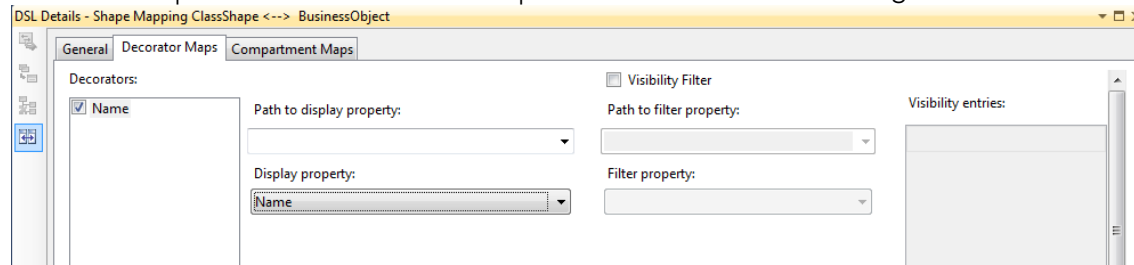 DSL Details - Shape Mapping ClassShape <--> BusinessObject
General Decorator Maps Compartment Maps
Decorators:
Visibility Filter
Name
Path to display property:
Path to filter property:
Visibility entries:
Display property:
Filter property:
Name